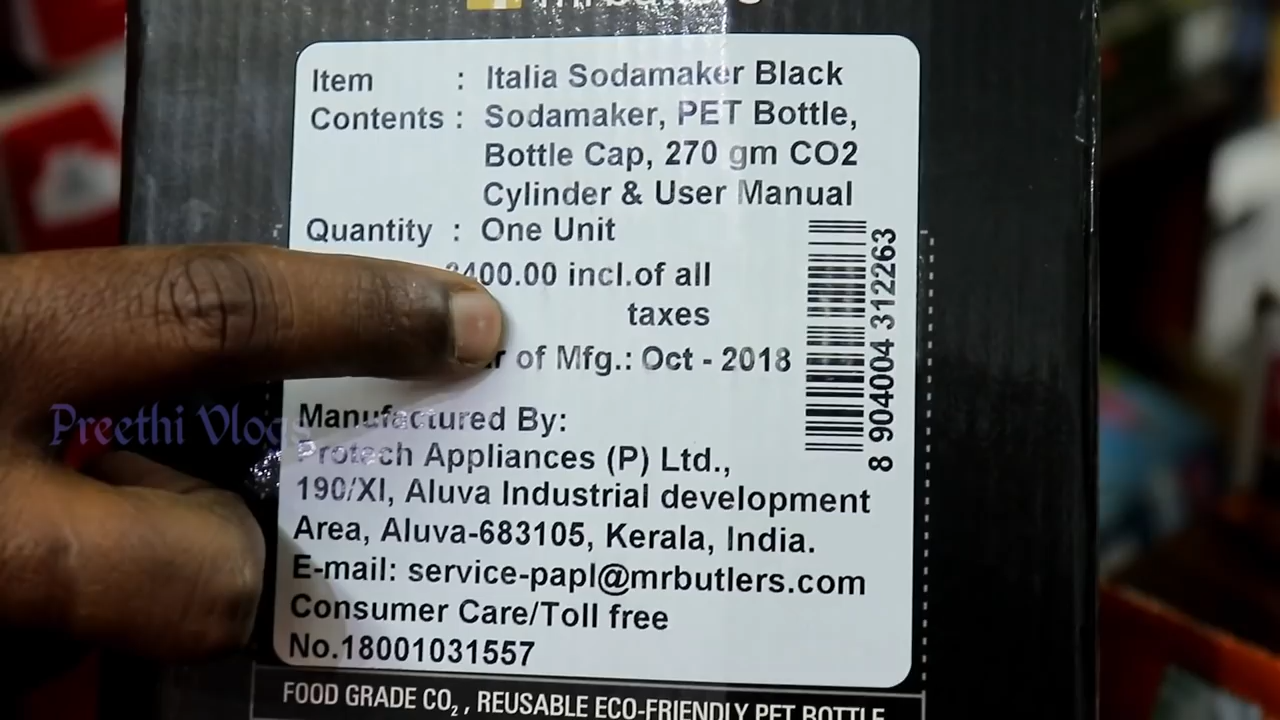 Item : Italia Sodamaker Black
Contents : Sodamaker, PET Bottle,
Bottle Cap, 270 gm CO2
Cylinder & User Manual
Quantity : One Unit
400.00 incl.of all
taxes
of Mfg.: Oct - 2018
8 904004 312263
Manufactured By:
Protech Appliances (P) Ltd.,
190/XI, Aluva Industrial development
Area, Aluva-683105, Kerala, India.
E-mail: service-papl@mrbutlers.com
Consumer Care/Toll free
No.18001031557
FOOD GRADE CO₂ , REUSABLE ECO-FRIENDLY PET BOTTLE
Preethi Vlogs